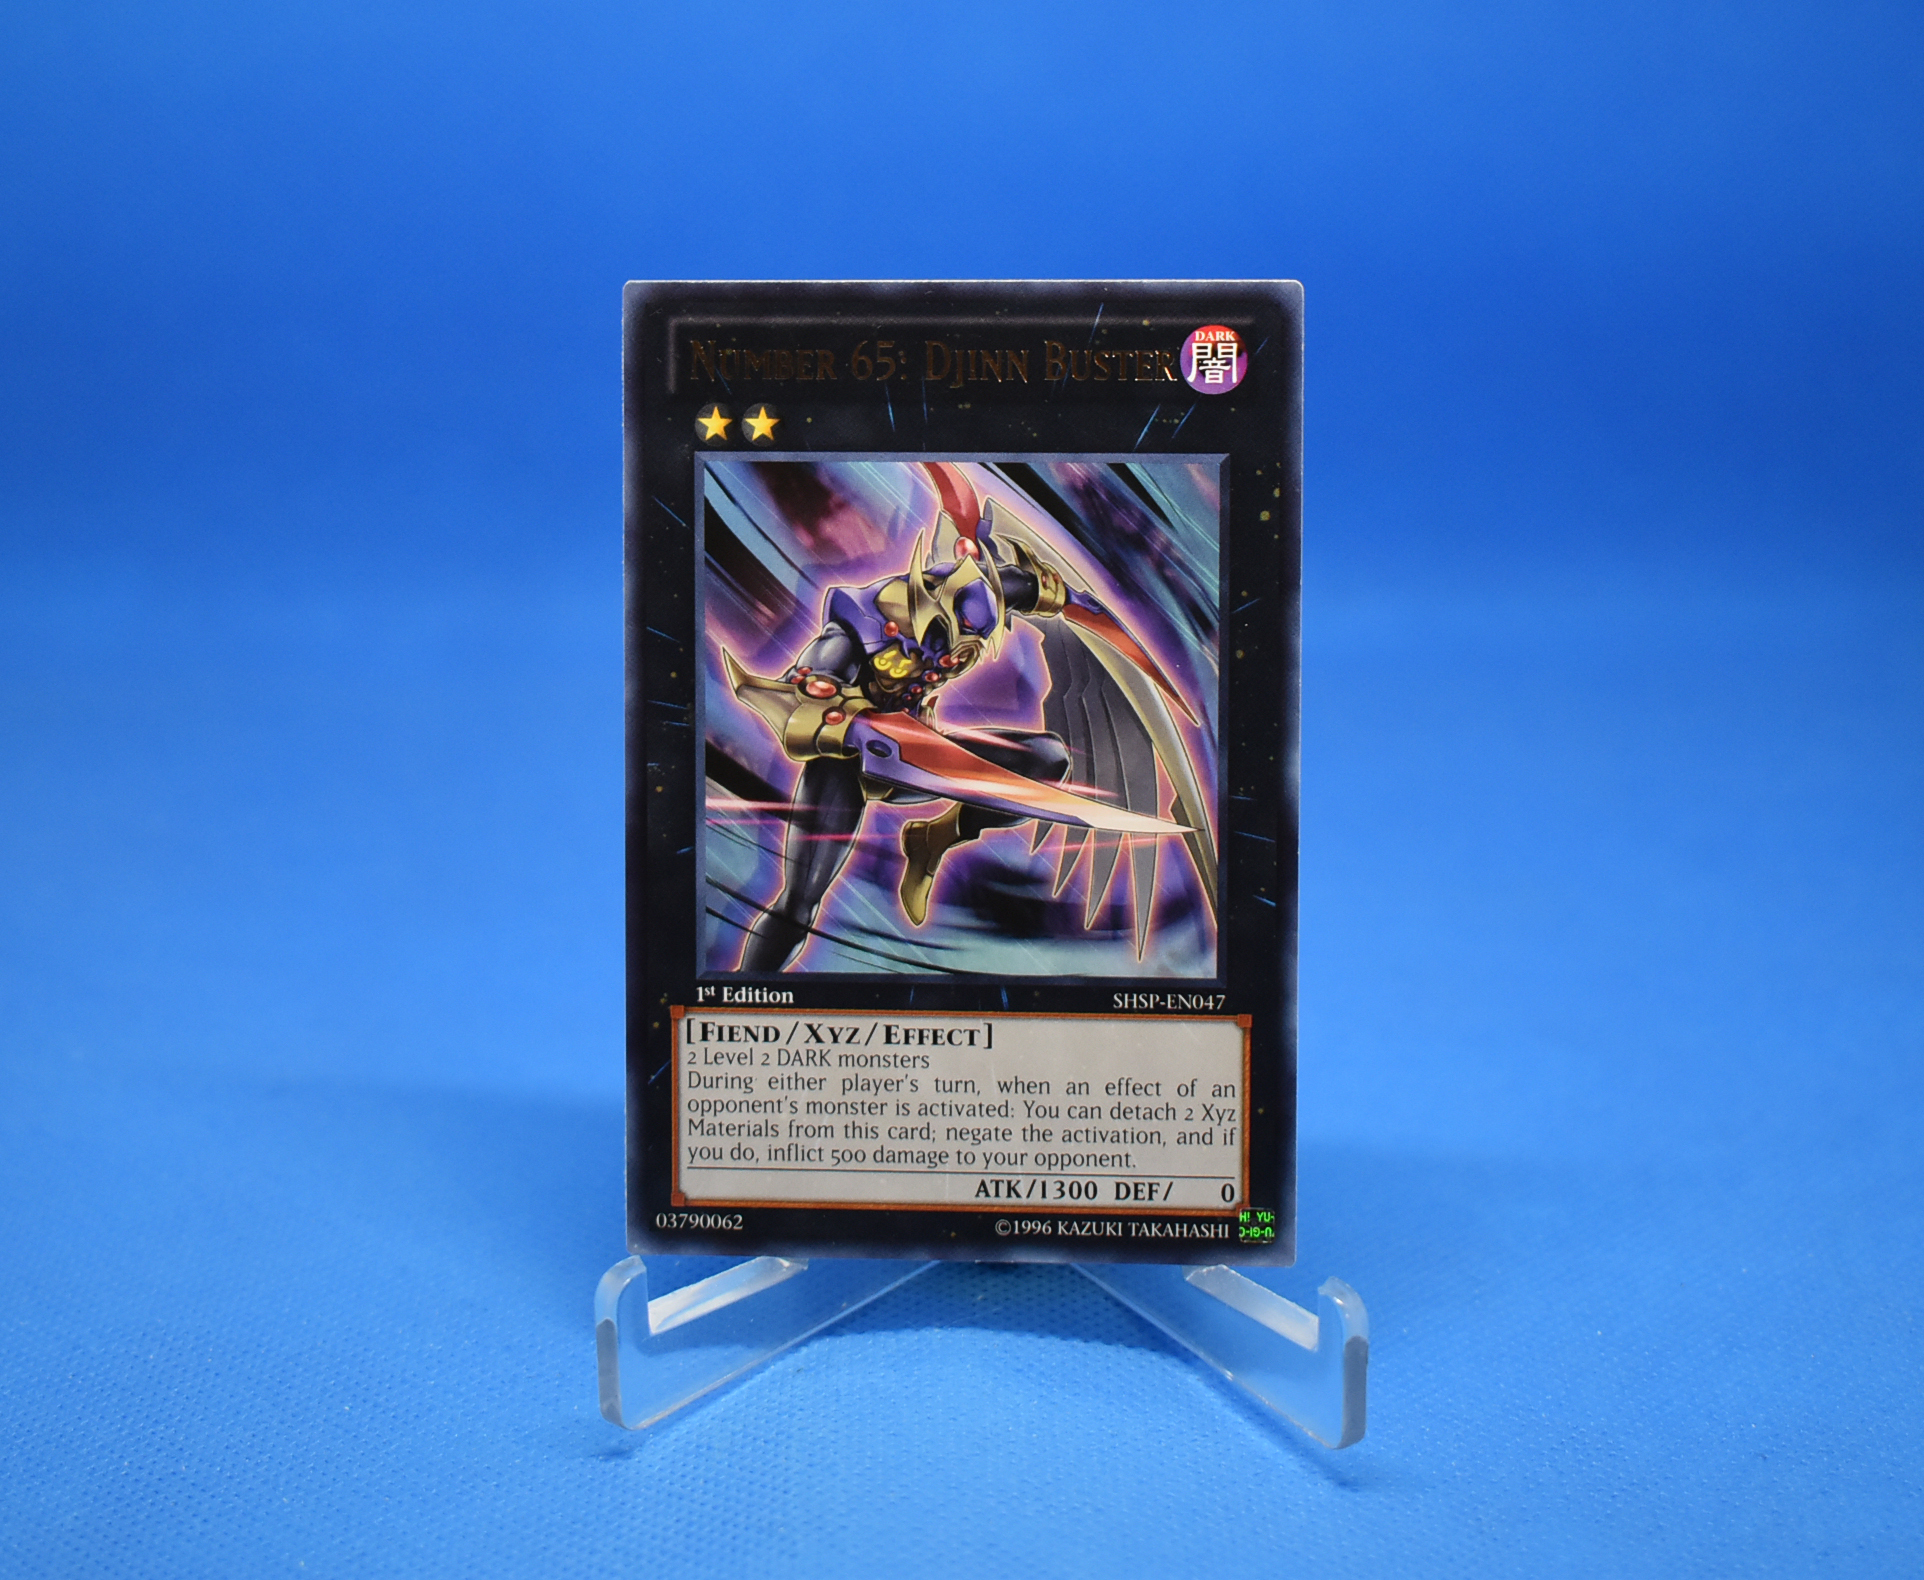 Number 65: Djinn Buster
DARK
闇
65
1st Edition
SHSP-EN047
[Fiend/Xyz/Effect]
2 Level 2 DARK monsters
During either player's turn, when an effect of an
opponent's monster is activated: You can detach 2 Xyz
Materials from this card; negate the activation, and if
you do, inflict 500 damage to your opponent.
ATK/1300 DEF/ 0
03790062
©1996 KAZUKI TAKAHASHI